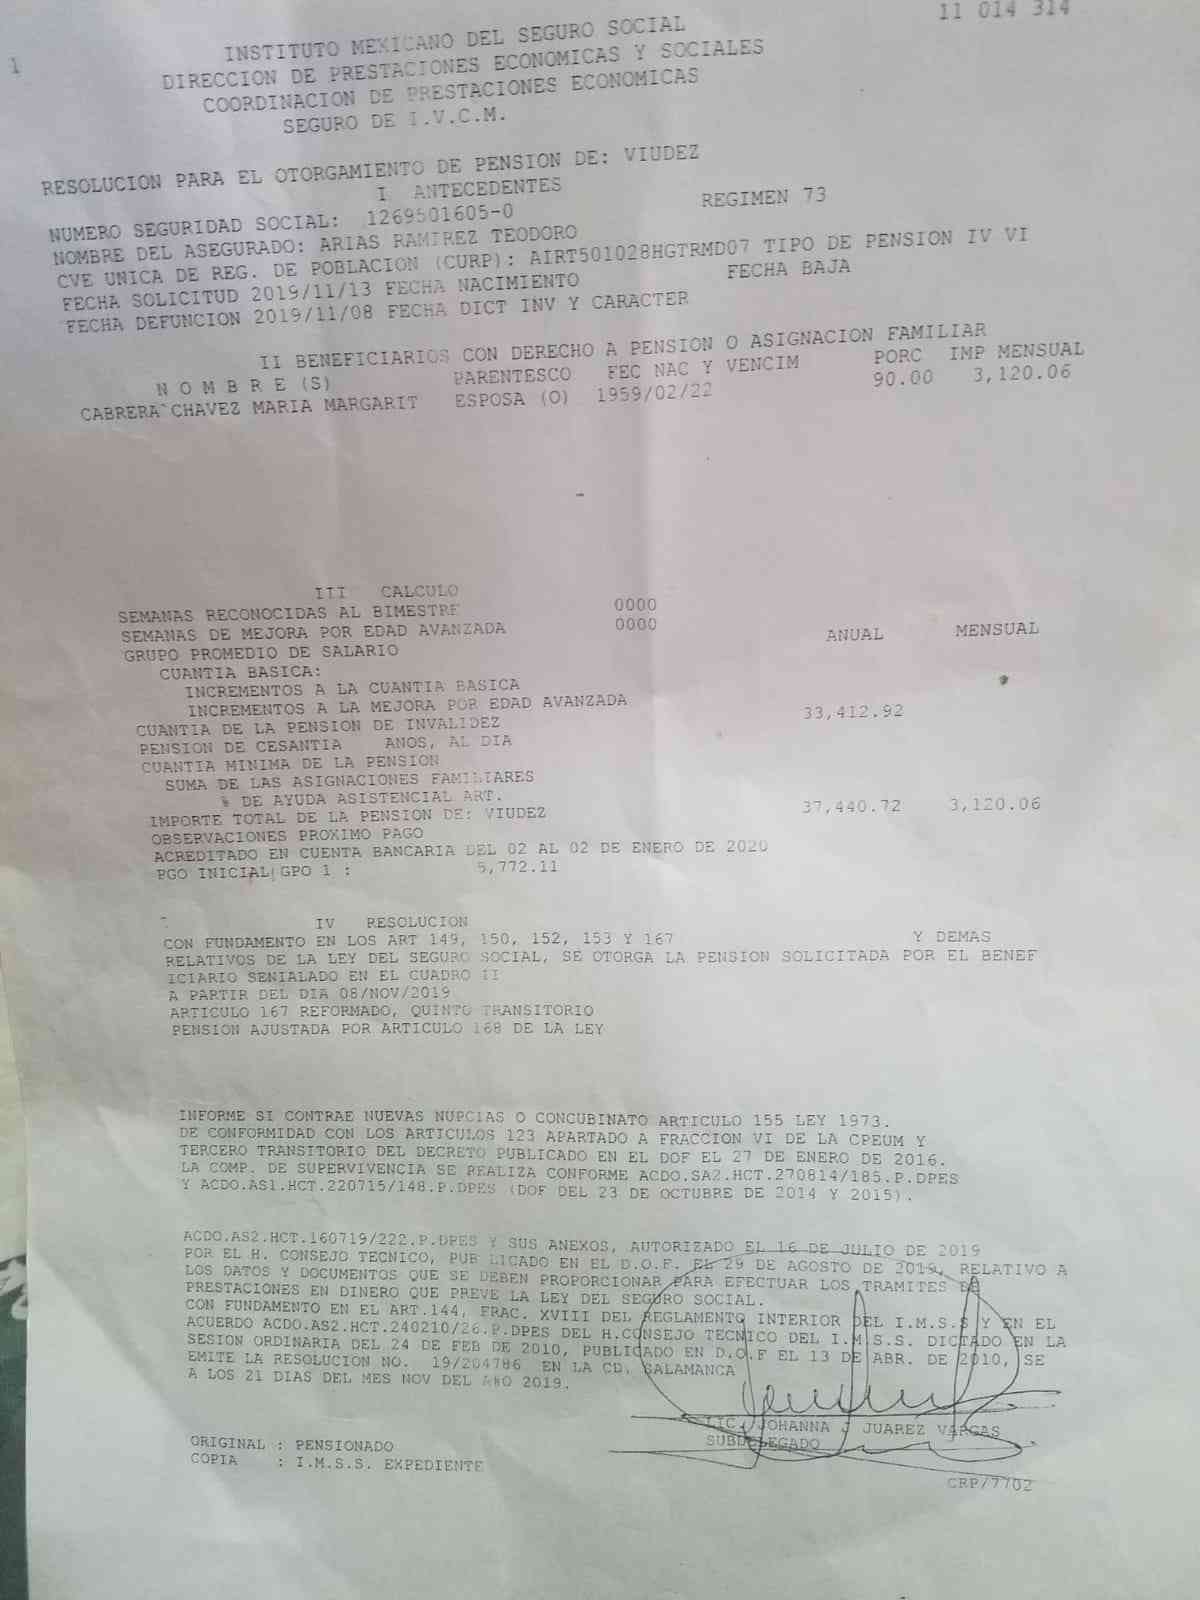 11 014 314
1
INSTITUTO MEXICANO DEL SEGURO SOCIAL
DIRECCION DE PRESTACIONES ECONOMICAS Y SOCIALES
COORDINACION DE PRESTACIONES ECONOMICAS
SEGURO DE I.V.C.M.
RESOLUCION PARA EL OTORGAMIENTO DE PENSION DE: VIUDEZ
I ANTECEDENTES
NUMERO SEGURIDAD SOCIAL: 1269501605-0 REGIMEN 73
NOMBRE DEL ASEGURADO: ARIAS RAMIREZ TEODORO
CVE UNICA DE REG. DE POBLACION (CURP): AIRT501028HGTRMD07 TIPO DE PENSION IV VI
FECHA SOLICITUD 2019/11/13 FECHA NACIMIENTO FECHA BAJA
FECHA DEFUNCION 2019/11/08 FECHA DICT INV Y CARACTER
II BENEFICIARIOS CON DERECHO A PENSION O ASIGNACION FAMILIAR
N O M B R E (S) PARENTESCO FEC NAC Y VENCIM PORC IMP MENSUAL
CABRERA CHAVEZ MARIA MARGARIT ESPOSA (O) 1959/02/22 90.00 3,120.06
III CALCULO
SEMANAS RECONOCIDAS AL BIMESTRE 0000
SEMANAS DE MEJORA POR EDAD AVANZADA 0000
GRUPO PROMEDIO DE SALARIO ANUAL MENSUAL
CUANTIA BASICA:
INCREMENTOS A LA CUANTIA BASICA
INCREMENTOS A LA MEJORA POR EDAD AVANZADA
CUANTIA DE LA PENSION DE INVALIDEZ 33,412.92
PENSION DE CESANTIA ANOS, AL DIA
CUANTIA MINIMA DE LA PENSION
SUMA DE LAS ASIGNACIONES FAMILIARES
% DE AYUDA ASISTENCIAL ART.
IMPORTE TOTAL DE LA PENSION DE: VIUDEZ 37,440.72 3,120.06
OBSERVACIONES PROXIMO PAGO
ACREDITADO EN CUENTA BANCARIA DEL 02 AL 02 DE ENERO DE 2020
PGO INICIAL GPO 1 : 5,772.11
IV RESOLUCION
CON FUNDAMENTO EN LOS ART 149, 150, 152, 153 Y 167 Y DEMAS
RELATIVOS DE LA LEY DEL SEGURO SOCIAL, SE OTORGA LA PENSION SOLICITADA POR EL BENEF
ICIARIO SENIALADO EN EL CUADRO II
A PARTIR DEL DIA 08/NOV/2019
ARTICULO 167 REFORMADO, QUINTO TRANSITORIO
PENSION AJUSTADA POR ARTICULO 168 DE LA LEY
INFORME SI CONTRAE NUEVAS NUPCIAS O CONCUBINATO ARTICULO 155 LEY 1973.
DE CONFORMIDAD CON LOS ARTICULOS 123 APARTADO A FRACCION VI DE LA CPEUM Y
TERCERO TRANSITORIO DEL DECRETO PUBLICADO EN EL DOF EL 27 DE ENERO DE 2016.
LA COMP. DE SUPERVIVENCIA SE REALIZA CONFORME ACDO.SA2.HCT.270814/185.P.DPES
Y ACDO.AS1.HCT.220715/148.P.DPES (DOF DEL 23 DE OCTUBRE DE 2014 Y 2015).
ACDO.AS2.HCT.160719/222.P.DPES Y SUS ANEXOS, AUTORIZADO EL 16 DE JULIO DE 2019
POR EL H. CONSEJO TECNICO, PUBLICADO EN EL D.O.F. EL 29 DE AGOSTO DE 2019, RELATIVO A
LOS DATOS Y DOCUMENTOS QUE SE DEBEN PROPORCIONAR PARA EFECTUAR LOS TRAMITES DE
PRESTACIONES EN DINERO QUE PREVE LA LEY DEL SEGURO SOCIAL.
CON FUNDAMENTO EN EL ART.144, FRAC. XVIII DEL REGLAMENTO INTERIOR DEL I.M.S.S Y EN EL
ACUERDO ACDO.AS2.HCT.240210/26.P.DPES DEL H.CONSEJO TECNICO DEL I.M.S.S. DICTADO EN LA
SESION ORDINARIA DEL 24 DE FEB DE 2010, PUBLICADO EN D.O.F EL 13 DE ABR. DE 2010, SE
EMITE LA RESOLUCION NO. 19/204786 EN LA CD. SALAMANCA
A LOS 21 DIAS DEL MES NOV DEL ANO 2019.
LIC. JOHANNA J JUAREZ VARGAS
SUBDELEGADO
ORIGINAL : PENSIONADO
COPIA : I.M.S.S. EXPEDIENTE
CRP/7702